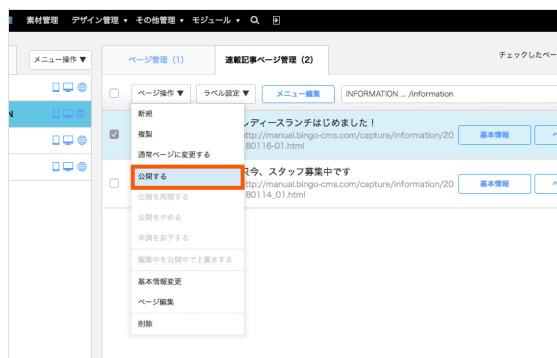 素材管理 デザイン管理 ▼ その他管理 ▼ モジュール ▼
メニュー操作 ▼
ページ管理（1）
連載記事ページ管理（2）
チェックしたペー
ページ操作 ▼
ラベル設定 ▼
メニュー編集
INFORMATION ... /information
新規
複製
通常ページに変更する
公開する
公開を再開する
公開をやめる
申請を却下する
編集中を公開中で上書きする
基本情報変更
ページ編集
削除
レディースランチはじめました！
http://manual.bingo-cms.com/capture/information/20
80116-01.html
基本情報
只今、スタッフ募集中です
http://manual.bingo-cms.com/capture/information/20
80114_01.html
基本情報